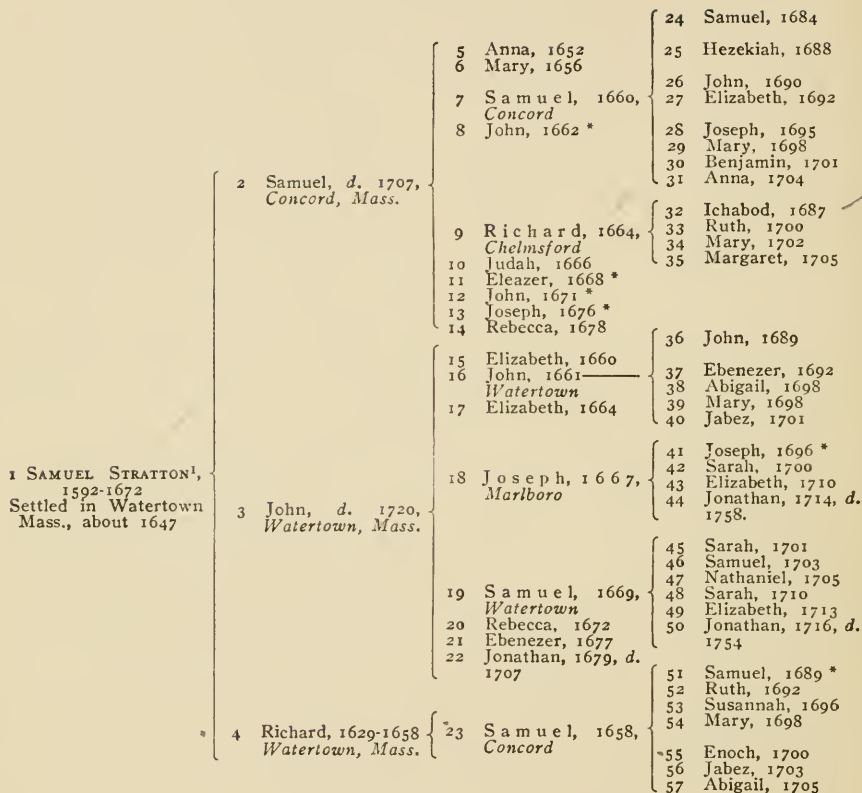 1 SAMUEL STRATTON¹,
1592-1672
Settled in Watertown
Mass., about 1647
2 Samuel, d. 1707,
Concord, Mass.
3 John, d. 1720,
Watertown, Mass.
4 Richard, 1629-1658
Watertown, Mass.
5 Anna, 1652
6 Mary, 1656
7 Samuel, 1660,
Concord
8 John, 1662 *
9 Richard, 1664,
Chelmsford
10 Judah, 1666
11 Eleazer, 1668 *
12 John, 1671 *
13 Joseph, 1676 *
14 Rebecca, 1678
15 Elizabeth, 1660
16 John, 1661
Watertown
17 Elizabeth, 1664
18 Joseph, 1667,
Marlboro
19 Samuel, 1669,
Watertown
20 Rebecca, 1672
21 Ebenezer, 1677
22 Jonathan, 1679, d.
1707
23 Samuel, 1658,
Concord
24 Samuel, 1684
25 Hezekiah, 1688
26 John, 1690
27 Elizabeth, 1692
28 Joseph, 1695
29 Mary, 1698
30 Benjamin, 1701
31 Anna, 1704
32 Ichabod, 1687
33 Ruth, 1700
34 Mary, 1702
35 Margaret, 1705
36 John, 1689
37 Ebenezer, 1692
38 Abigail, 1698
39 Mary, 1698
40 Jabez, 1701
41 Joseph, 1696 *
42 Sarah, 1700
43 Elizabeth, 1710
44 Jonathan, 1714, d.
1758.
45 Sarah, 1701
46 Samuel, 1703
47 Nathaniel, 1705
48 Sarah, 1710
49 Elizabeth, 1713
50 Jonathan, 1716, d.
1754
51 Samuel, 1689 *
52 Ruth, 1692
53 Susannah, 1696
54 Mary, 1698
55 Enoch, 1700
56 Jabez, 1703
57 Abigail, 1705